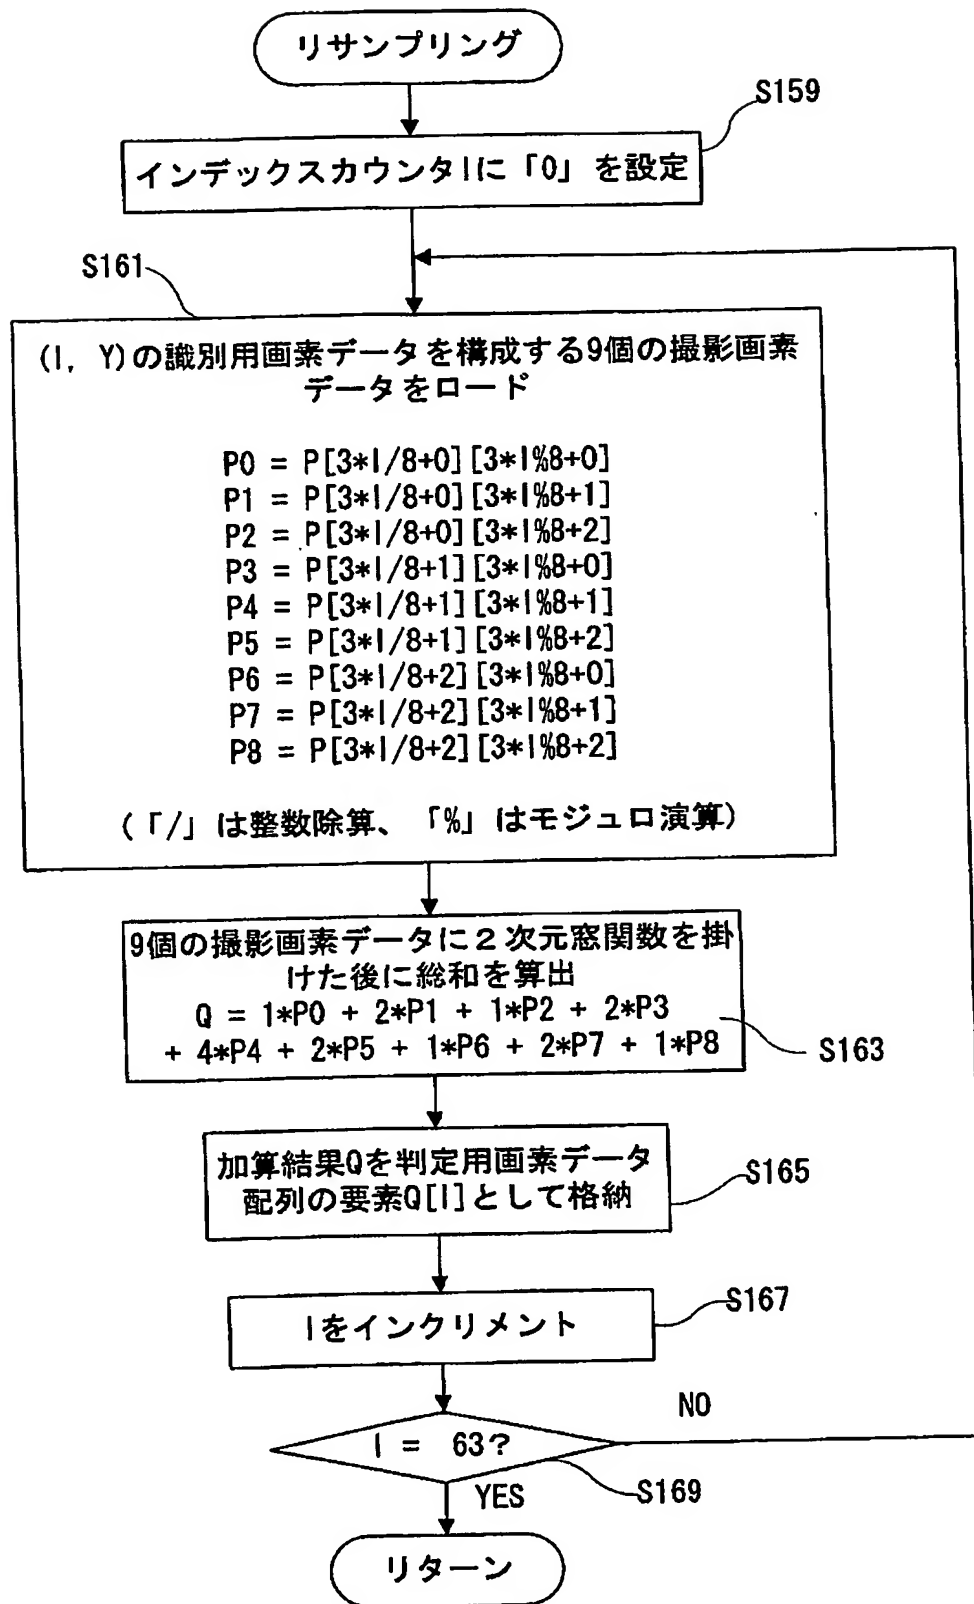 リサンプリング
S159
インデックスカウンタIに「0」を設定
S161
(I, Y)の識別用画素データを構成する9個の撮影画素
データをロード
P0 = P[3*I/8+0][3*I%8+0]
P1 = P[3*I/8+0][3*I%8+1]
P2 = P[3*I/8+0][3*I%8+2]
P3 = P[3*I/8+1][3*I%8+0]
P4 = P[3*I/8+1][3*I%8+1]
P5 = P[3*I/8+1][3*I%8+2]
P6 = P[3*I/8+2][3*I%8+0]
P7 = P[3*I/8+2][3*I%8+1]
P8 = P[3*I/8+2][3*I%8+2]
(「/」は整数除算、「%」はモジュロ演算)
9個の撮影画素データに2次元窓関数を掛
けた後に総和を算出
Q = 1*P0 + 2*P1 + 1*P2 + 2*P3
+ 4*P4 + 2*P5 + 1*P6 + 2*P7 + 1*P8
S163
加算結果Qを判定用画素データ
配列の要素Q[I]として格納
S165
Iをインクリメント
S167
NO
I = 63?
S169
YES
リターン